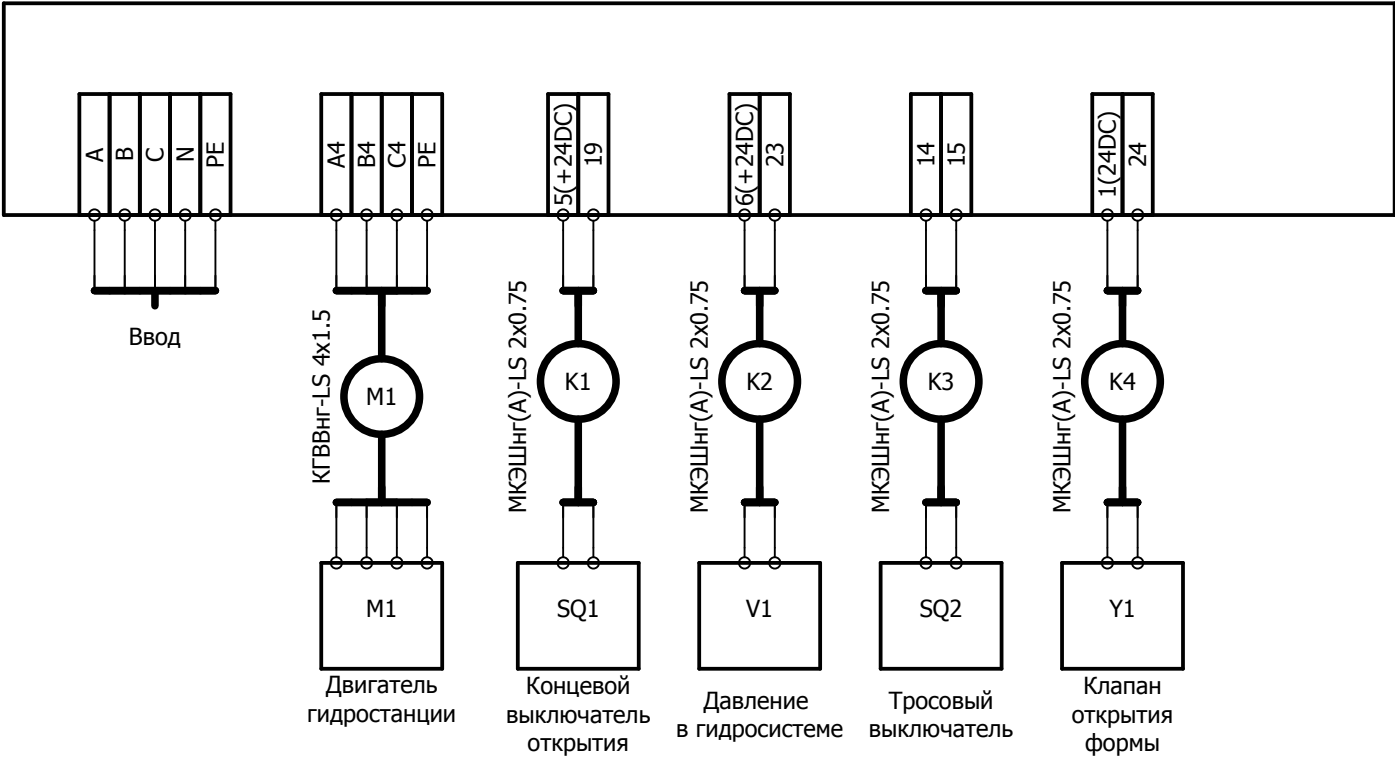 A
B
C
N
PE
A4
B4
C4
PE
5(+24DC)
19
6(+24DC)
23
14
15
1(24DC)
24
Ввод
КГВВнг-LS 4x1.5
МКЭШнг(А)-LS 2x0.75
МКЭШнг(А)-LS 2x0.75
МКЭШнг(А)-LS 2x0.75
МКЭШнг(А)-LS 2x0.75
M1
K1
K2
K3
K4
M1
SQ1
V1
SQ2
Y1
Двигатель
гидростанции
Концевой
выключатель
открытия
Давление
в гидросистеме
Тросовый
выключатель
Клапан
открытия
формы